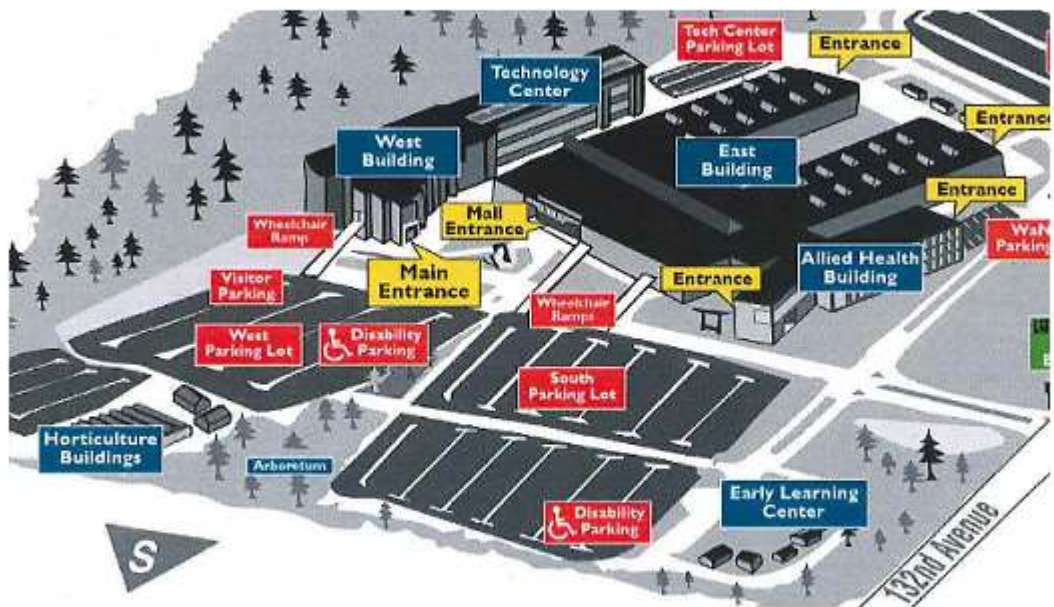 Tech Center
Parking Lot
Entrance
Technology
Center
Entrance
West
Building
East
Building
Entrance
Wheelchair
Ramp
Mall
Entrance
Parking
Allied Health
Building
Visitor
Parking
Main
Entrance
Entrance
Wheelchair
Ramps
West
Parking Lot
Disability
Parking
South
Parking Lot
Horticulture
Buildings
Arboretum
Early Learning
Center
Disability
Parking
S
132nd Avenue